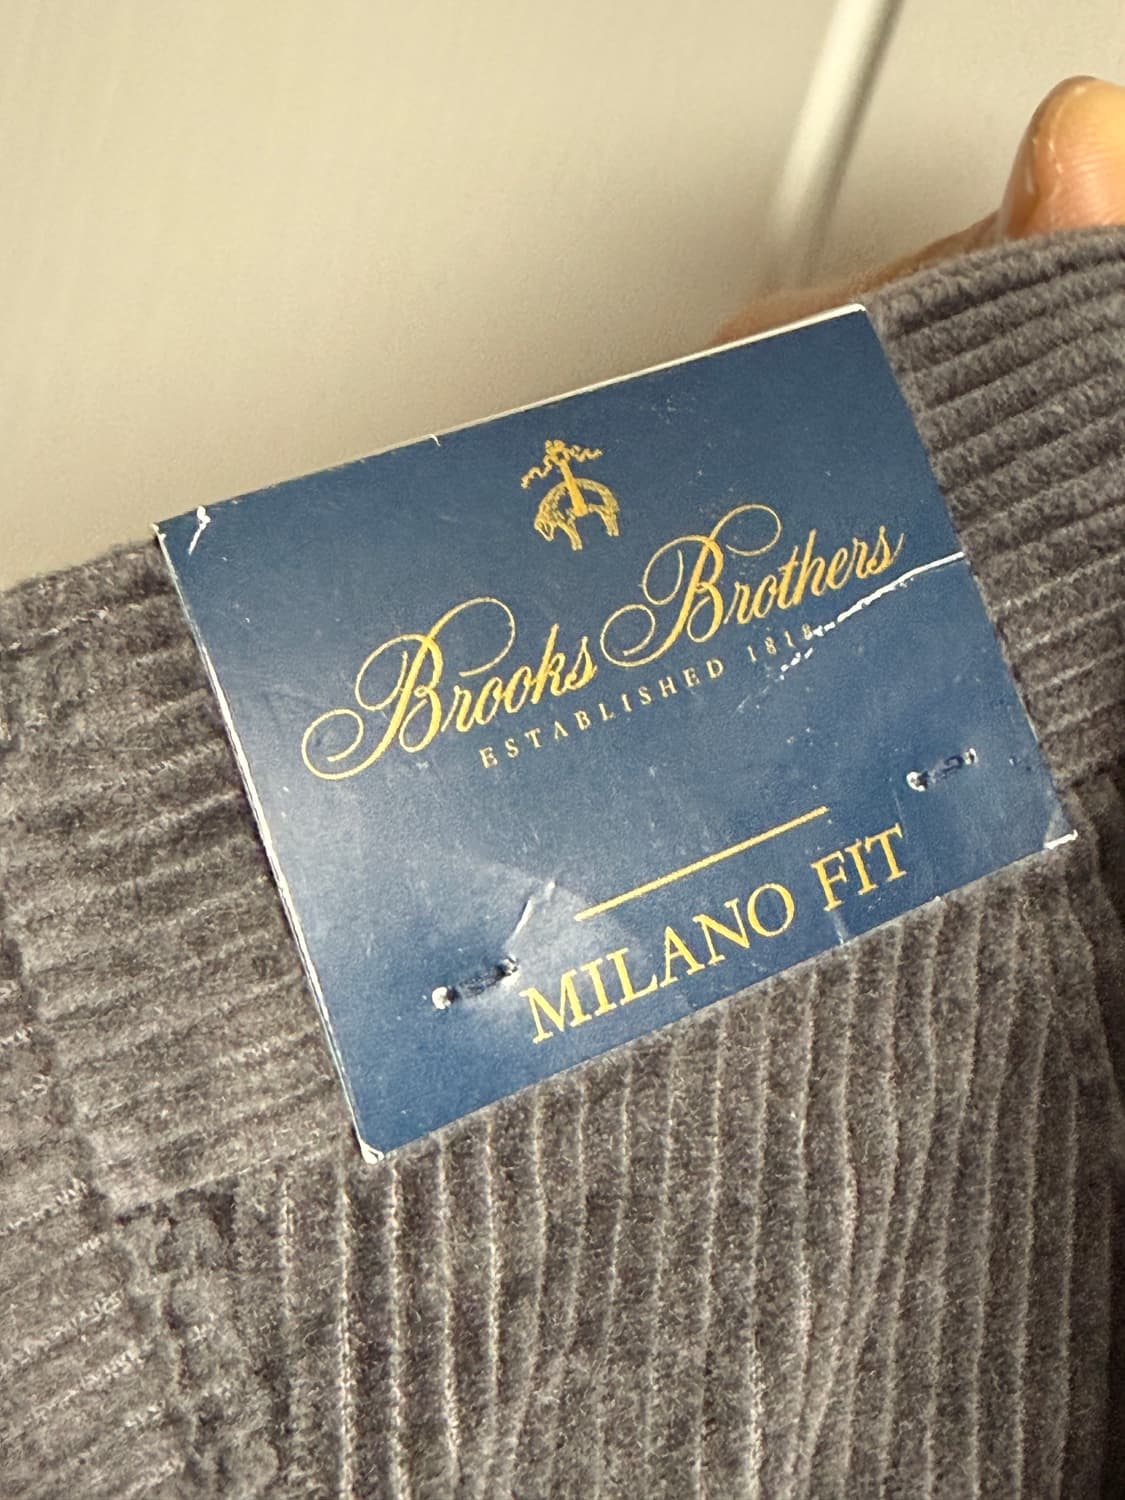 Brooks Brothers
ESTABLISHED 1818
MILANO FIT